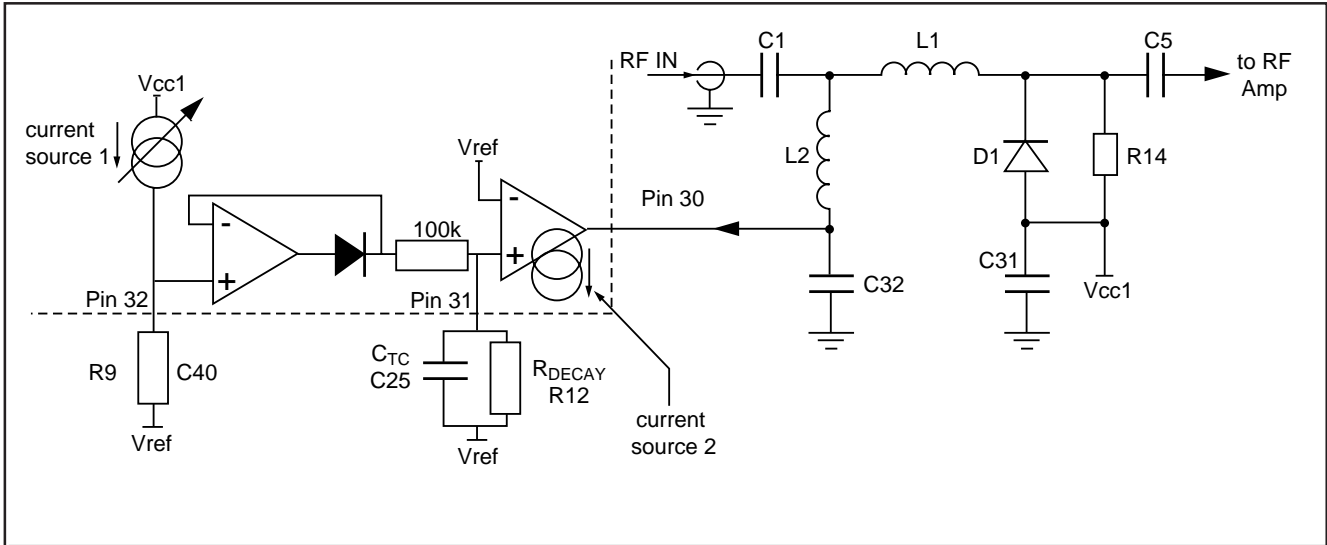 C1
L1
C5
RF IN
to RF
Amp
Vcc1
current
source 1
Vref
L2
D1
R14
Pin 30
-
-
100k
+
+
C31
C32
Vcc1
Pin 32
Pin 31
R9
C40
CTC
C25
RDECAY
R12
Vref
Vref
current
source 2